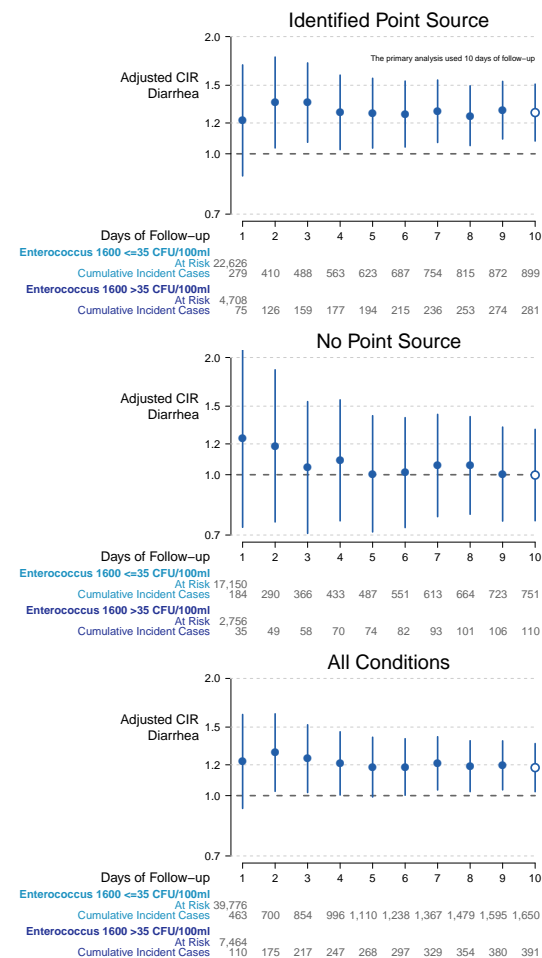 Identified Point Source
2.0
The primary analysis used 10 days of follow−up
Adjusted CIR
Diarrhea
1.5
1.2
1.0
0.7
Days of Follow−up 1 2 3 4 5 6 7 8 9 10
Enterococcus 1600 <=35 CFU/100ml
At Risk 22,626
Cumulative Incident Cases 279 410 488 563 623 687 754 815 872 899
Enterococcus 1600 >35 CFU/100ml
At Risk 4,708
Cumulative Incident Cases 75 126 159 177 194 215 236 253 274 281
No Point Source
2.0
Adjusted CIR
Diarrhea
1.5
1.2
1.0
0.7
Days of Follow−up 1 2 3 4 5 6 7 8 9 10
Enterococcus 1600 <=35 CFU/100ml
At Risk 17,150
Cumulative Incident Cases 184 290 366 433 487 551 613 664 723 751
Enterococcus 1600 >35 CFU/100ml
At Risk 2,756
Cumulative Incident Cases 35 49 58 70 74 82 93 101 106 110
All Conditions
2.0
Adjusted CIR
Diarrhea
1.5
1.2
1.0
0.7
Days of Follow−up 1 2 3 4 5 6 7 8 9 10
Enterococcus 1600 <=35 CFU/100ml
At Risk 39,776
Cumulative Incident Cases 463 700 854 996 1,110 1,238 1,367 1,479 1,595 1,650
Enterococcus 1600 >35 CFU/100ml
At Risk 7,464
Cumulative Incident Cases 110 175 217 247 268 297 329 354 380 391